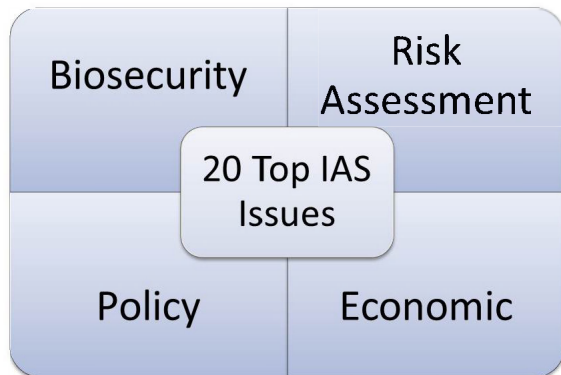 Biosecurity
Risk
Assessment
20 Top IAS
Issues
Policy
Economic